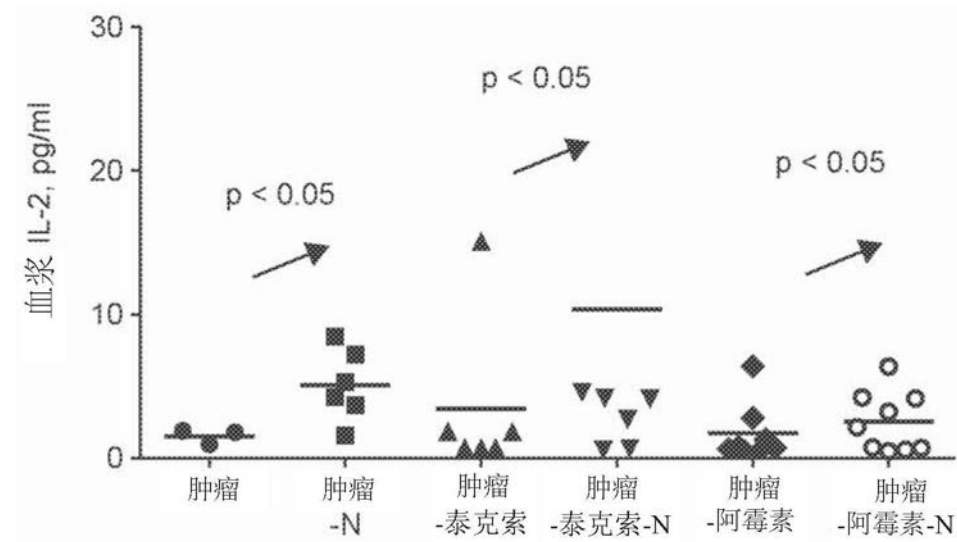 血浆 IL-2, pg/ml
30
20
10
0
p < 0.05
p < 0.05
p < 0.05
肿瘤
肿瘤
-N
肿瘤
-泰克索
肿瘤
-泰克索-N
肿瘤
-阿霉素
肿瘤
-阿霉素-N